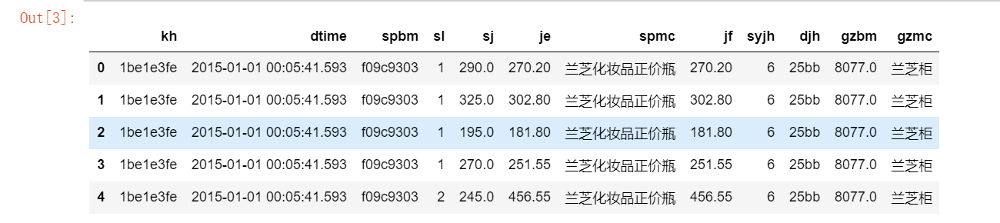 Out[3]:
kh dtime spbm sl sj je spmc jf syjh djh gzbm gzmc
0 1be1e3fe 2015-01-01 00:05:41.593 f09c9303 1 290.0 270.20 兰芝化妆品正价瓶 270.20 6 25bb 8077.0 兰芝柜
1 1be1e3fe 2015-01-01 00:05:41.593 f09c9303 1 325.0 302.80 兰芝化妆品正价瓶 302.80 6 25bb 8077.0 兰芝柜
2 1be1e3fe 2015-01-01 00:05:41.593 f09c9303 1 195.0 181.80 兰芝化妆品正价瓶 181.80 6 25bb 8077.0 兰芝柜
3 1be1e3fe 2015-01-01 00:05:41.593 f09c9303 1 270.0 251.55 兰芝化妆品正价瓶 251.55 6 25bb 8077.0 兰芝柜
4 1be1e3fe 2015-01-01 00:05:41.593 f09c9303 2 245.0 456.55 兰芝化妆品正价瓶 456.55 6 25bb 8077.0 兰芝柜